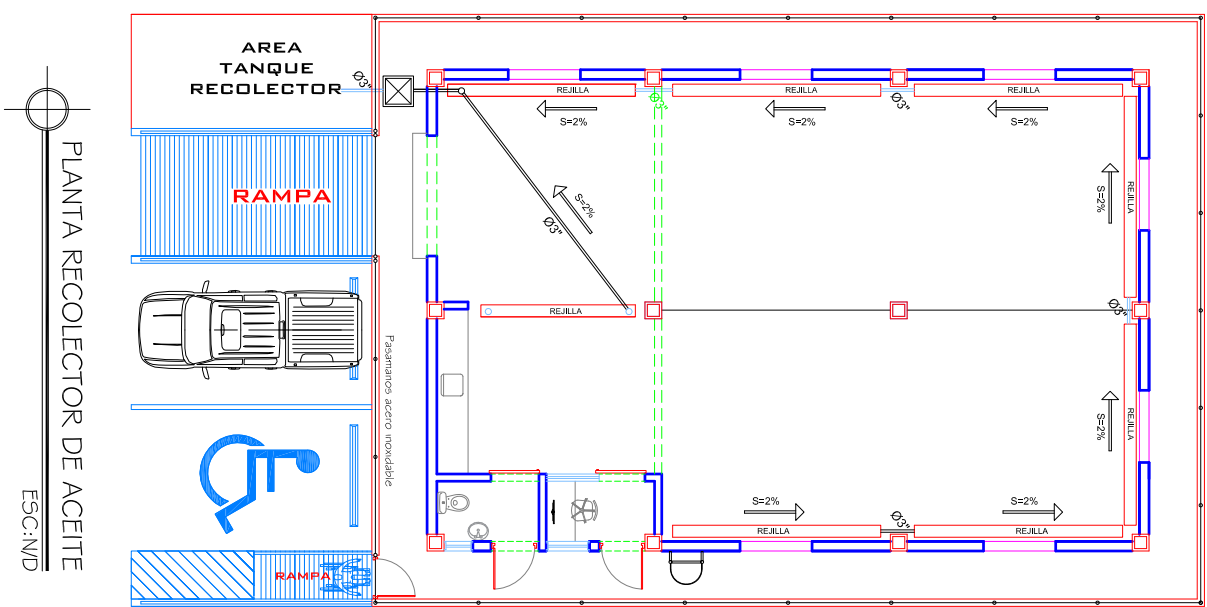 AREA
TANQUE
RECOLECTOR
Ø3"
REJILLA
S=2%
Ø3"
REJILLA
S=2%
Ø3"
REJILLA
S=2%
REJILLA
S=2%
Ø3"
REJILLA
S=2%
S=2%
Ø3"
REJILLA
RAMPA
Pasamanos acero inoxidable
S=2%
REJILLA
Ø3"
S=2%
REJILLA
RAMPA
PLANTA RECOLECTOR DE ACEITE
ESC:N/D